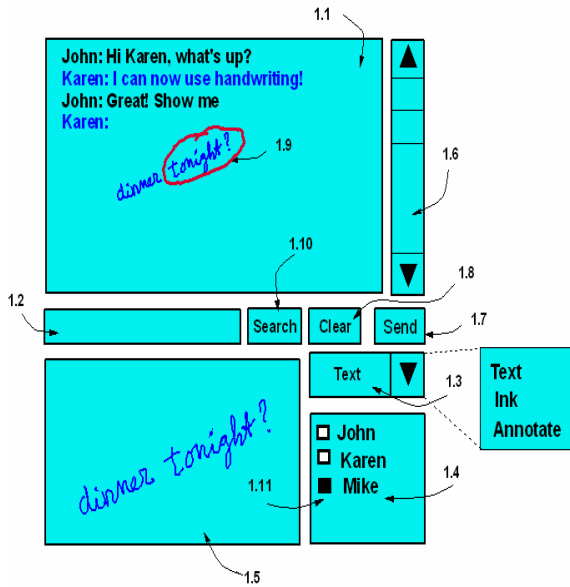 1.1
John: Hi Karen, what's up?
Karen: I can now use handwriting!
John: Great! Show me
Karen:
dinner tonight?
1.9
1.6
1.10
1.8
1.2
Search
Clear
Send
1.7
Text
1.3
Text
Ink
Annotate
dinner tonight?
John
Karen
Mike
1.4
1.11
1.5